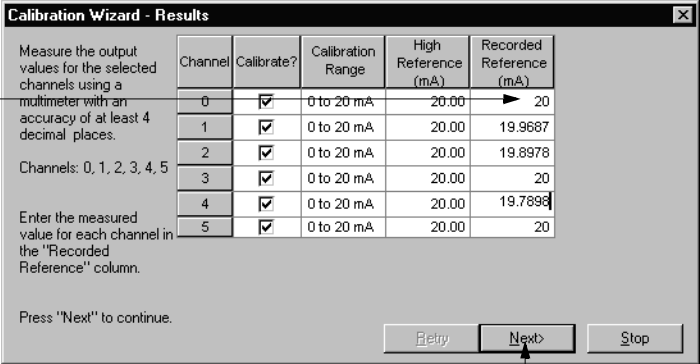 Calibration Wizard - Results
Measure the output
values for the selected
channels using a
multimeter with an
accuracy of at least 4
decimal places.
Channels: 0, 1, 2, 3, 4, 5
Enter the measured
value for each channel in
the "Recorded
Reference" column.
Press "Next" to continue.
Channel Calibrate? Calibration Range High Reference (mA) Recorded Reference (mA)
0 0 to 20 mA 20.00 20
1 0 to 20 mA 20.00 19.9687
2 0 to 20 mA 20.00 19.8978
3 0 to 20 mA 20.00 20
4 0 to 20 mA 20.00 19.7898
5 0 to 20 mA 20.00 20
Retry Next> Stop